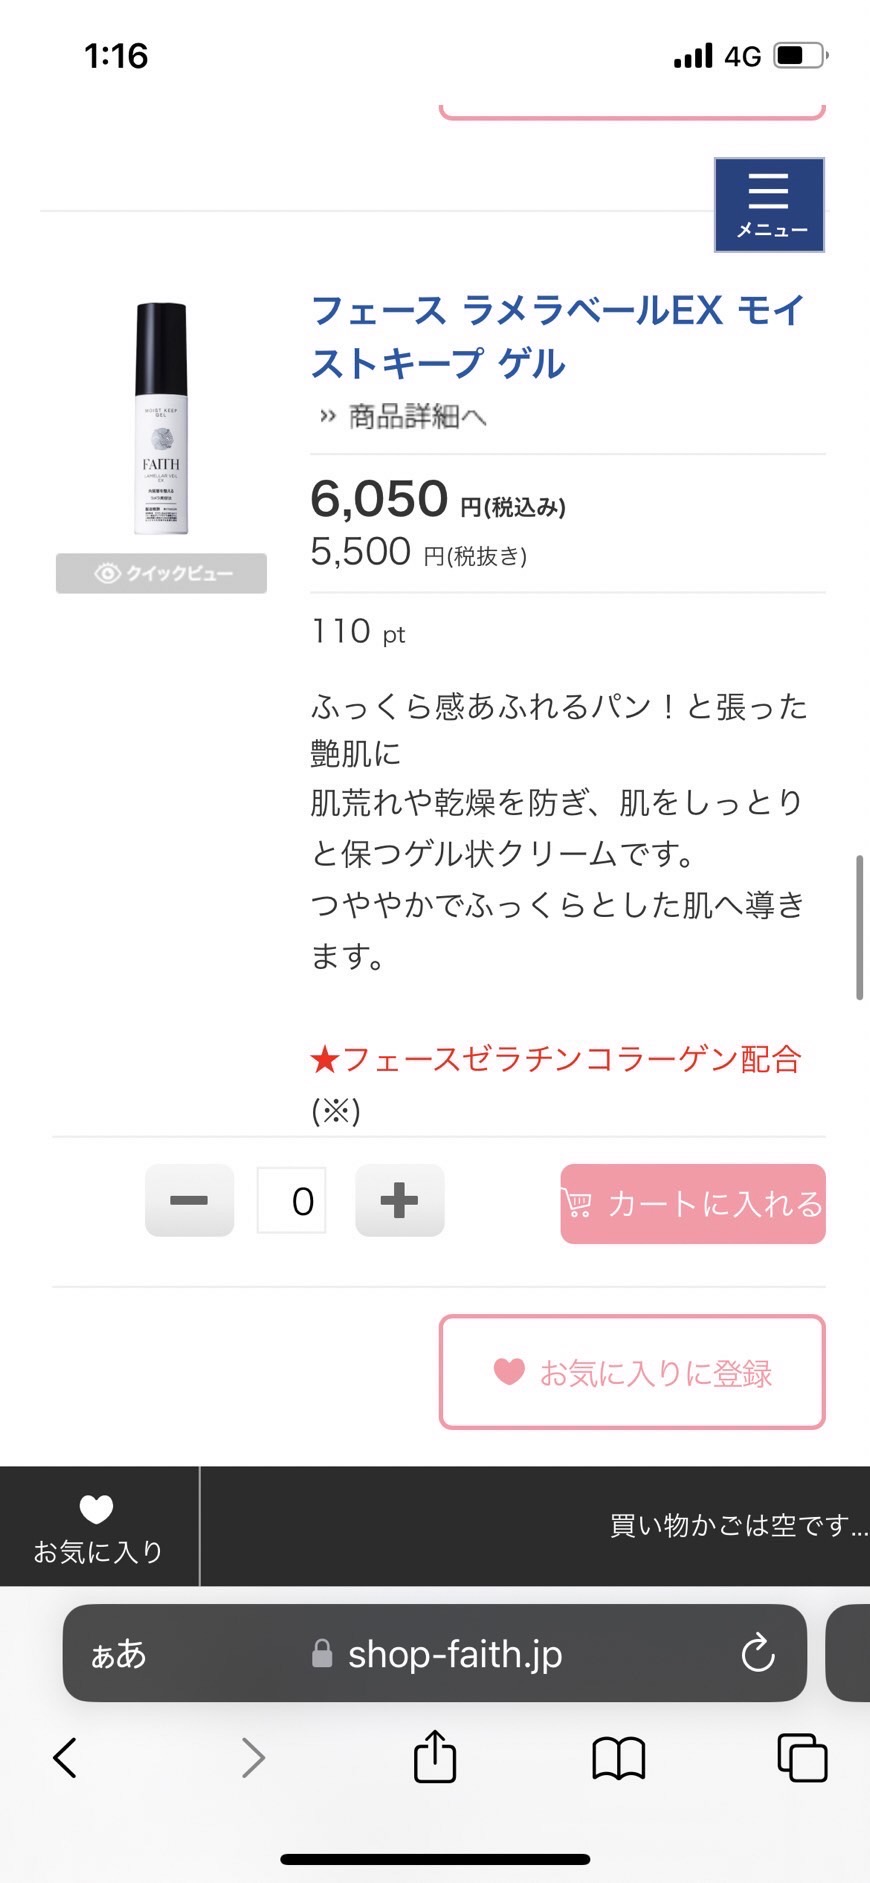 1:16
4G
メニュー
フェース ラメラベールEX モイ
ストキープ ゲル
›› 商品詳細へ
MOIST KEEP
GEL
FAITH
LAMELLAR VEIL
EX
クイックビュー
6,050 円(税込み)
5,500 円(税抜き)
110 pt
ふっくら感あふれるパン！と張った
艶肌に
肌荒れや乾燥を防ぎ、肌をしっとり
と保つゲル状クリームです。
つややかでふっくらとした肌へ導き
ます。
★フェースゼラチンコラーゲン配合
(※)
0
カートに入れる
お気に入りに登録
お気に入り
買い物かごは空です...
ぁあ
shop-faith.jp